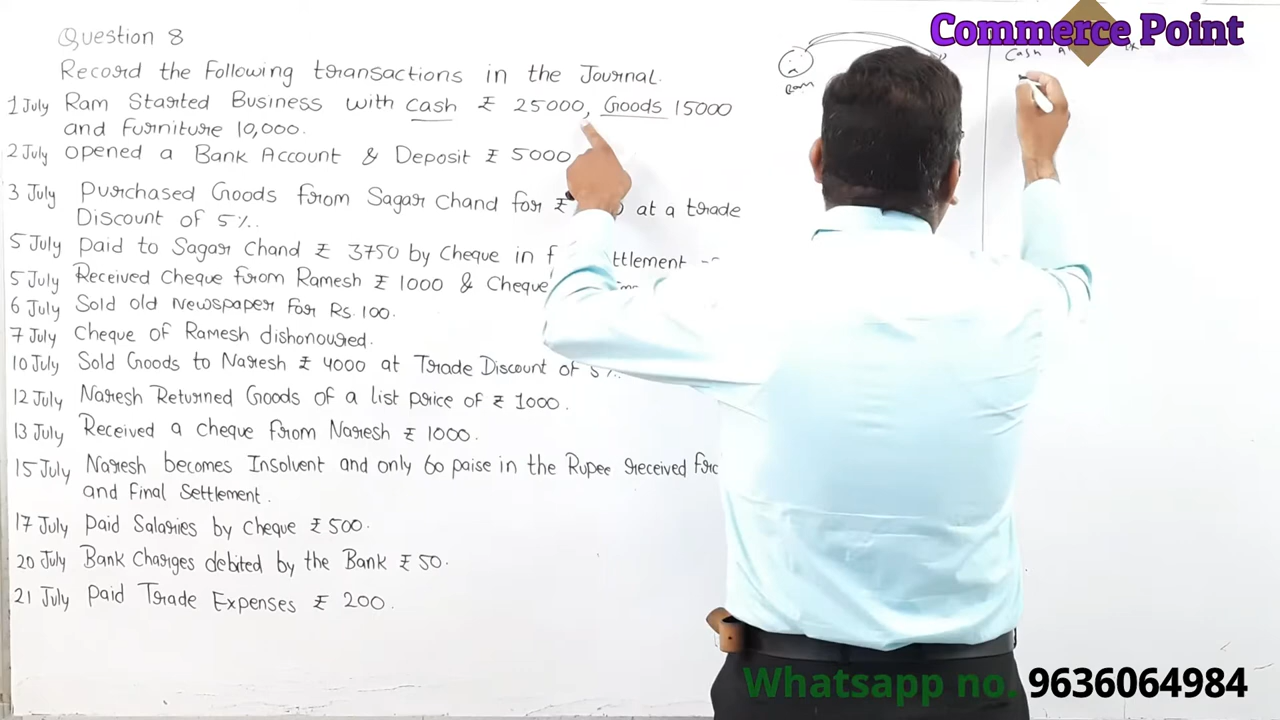 Commerce Point
Question 8
Record the Following transactions in the Journal.
1 July Ram Started Business with Cash ₹ 25000, Goods 15000
and Furniture 10,000.
2 July opened a Bank Account & Deposit ₹ 5000
3 July Purchased Goods from Sagar Chand for ₹ at a trade
Discount of 5%.
5 July Paid to Sagar Chand ₹ 3750 by Cheque in
5 July Received Cheque from Ramesh ₹ 1000 & Cheque
6 July Sold old Newspaper for Rs. 100.
7 July Cheque of Ramesh dishonoured.
10 July Sold Goods to Naresh ₹ 4000 at Trade Discount of 5%.
12 July Naresh Returned Goods of a list price of ₹ 1000.
13 July Received a cheque from Naresh ₹ 1000.
15 July Naresh becomes Insolvent and only 60 paise in the Rupee received
and Final Settlement.
17 July Paid Salaries by Cheque ₹ 500.
20 July Bank Charges debited by the Bank ₹ 50.
21 July Paid Trade Expenses ₹ 200.
Ram
Cash
Whatsapp no. 9636064984